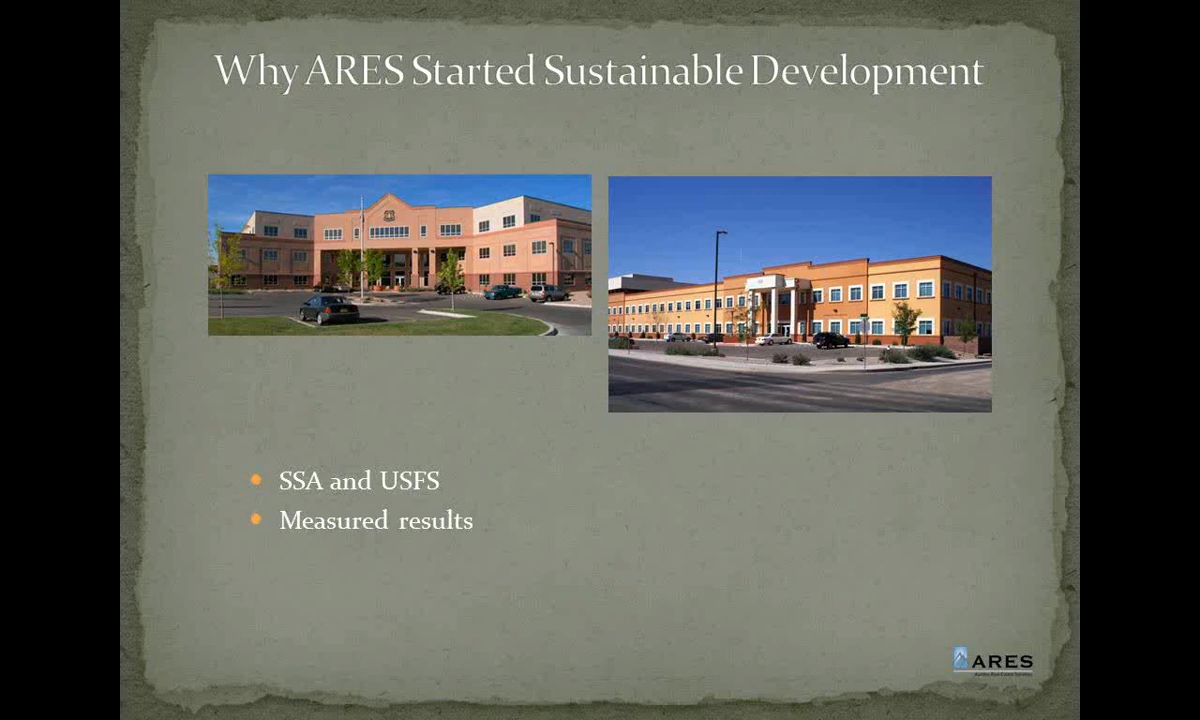 Why ARES Started Sustainable Development
SSA and USFS
Measured results
ARES